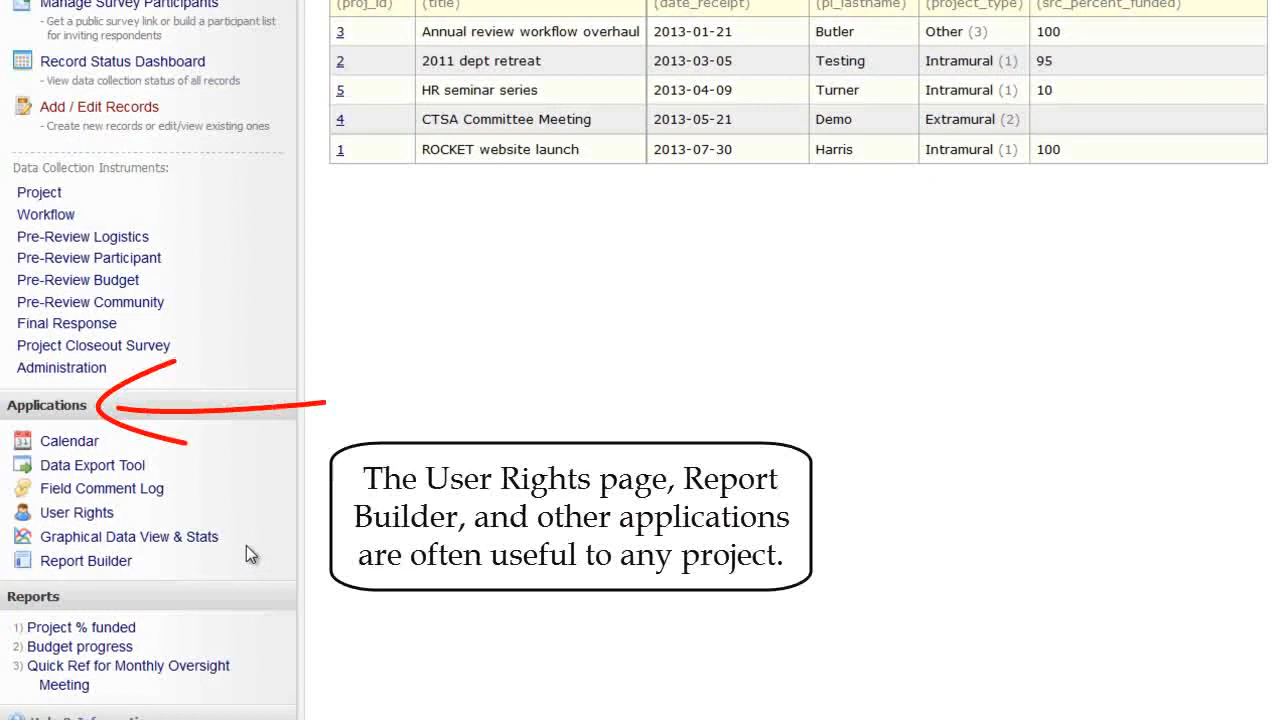 Manage Survey Participants
- Get a public survey link or build a participant list
for inviting respondents
Record Status Dashboard
- View data collection status of all records
Add / Edit Records
- Create new records or edit/view existing ones
Data Collection Instruments:
Project
Workflow
Pre-Review Logistics
Pre-Review Participant
Pre-Review Budget
Pre-Review Community
Final Response
Project Closeout Survey
Administration
Applications
31 Calendar
Data Export Tool
Field Comment Log
User Rights
Graphical Data View & Stats
Report Builder
Reports
1) Project % funded
2) Budget progress
3) Quick Ref for Monthly Oversight
Meeting
(proj_id) (title) (date_receipt) (pi_lastname) (project_type) (src_percent_funded)
3 Annual review workflow overhaul 2013-01-21 Butler Other (3) 100
2 2011 dept retreat 2013-03-05 Testing Intramural (1) 95
5 HR seminar series 2013-04-09 Turner Intramural (1) 10
4 CTSA Committee Meeting 2013-05-21 Demo Extramural (2)
1 ROCKET website launch 2013-07-30 Harris Intramural (1) 100
The User Rights page, Report
Builder, and other applications
are often useful to any project.